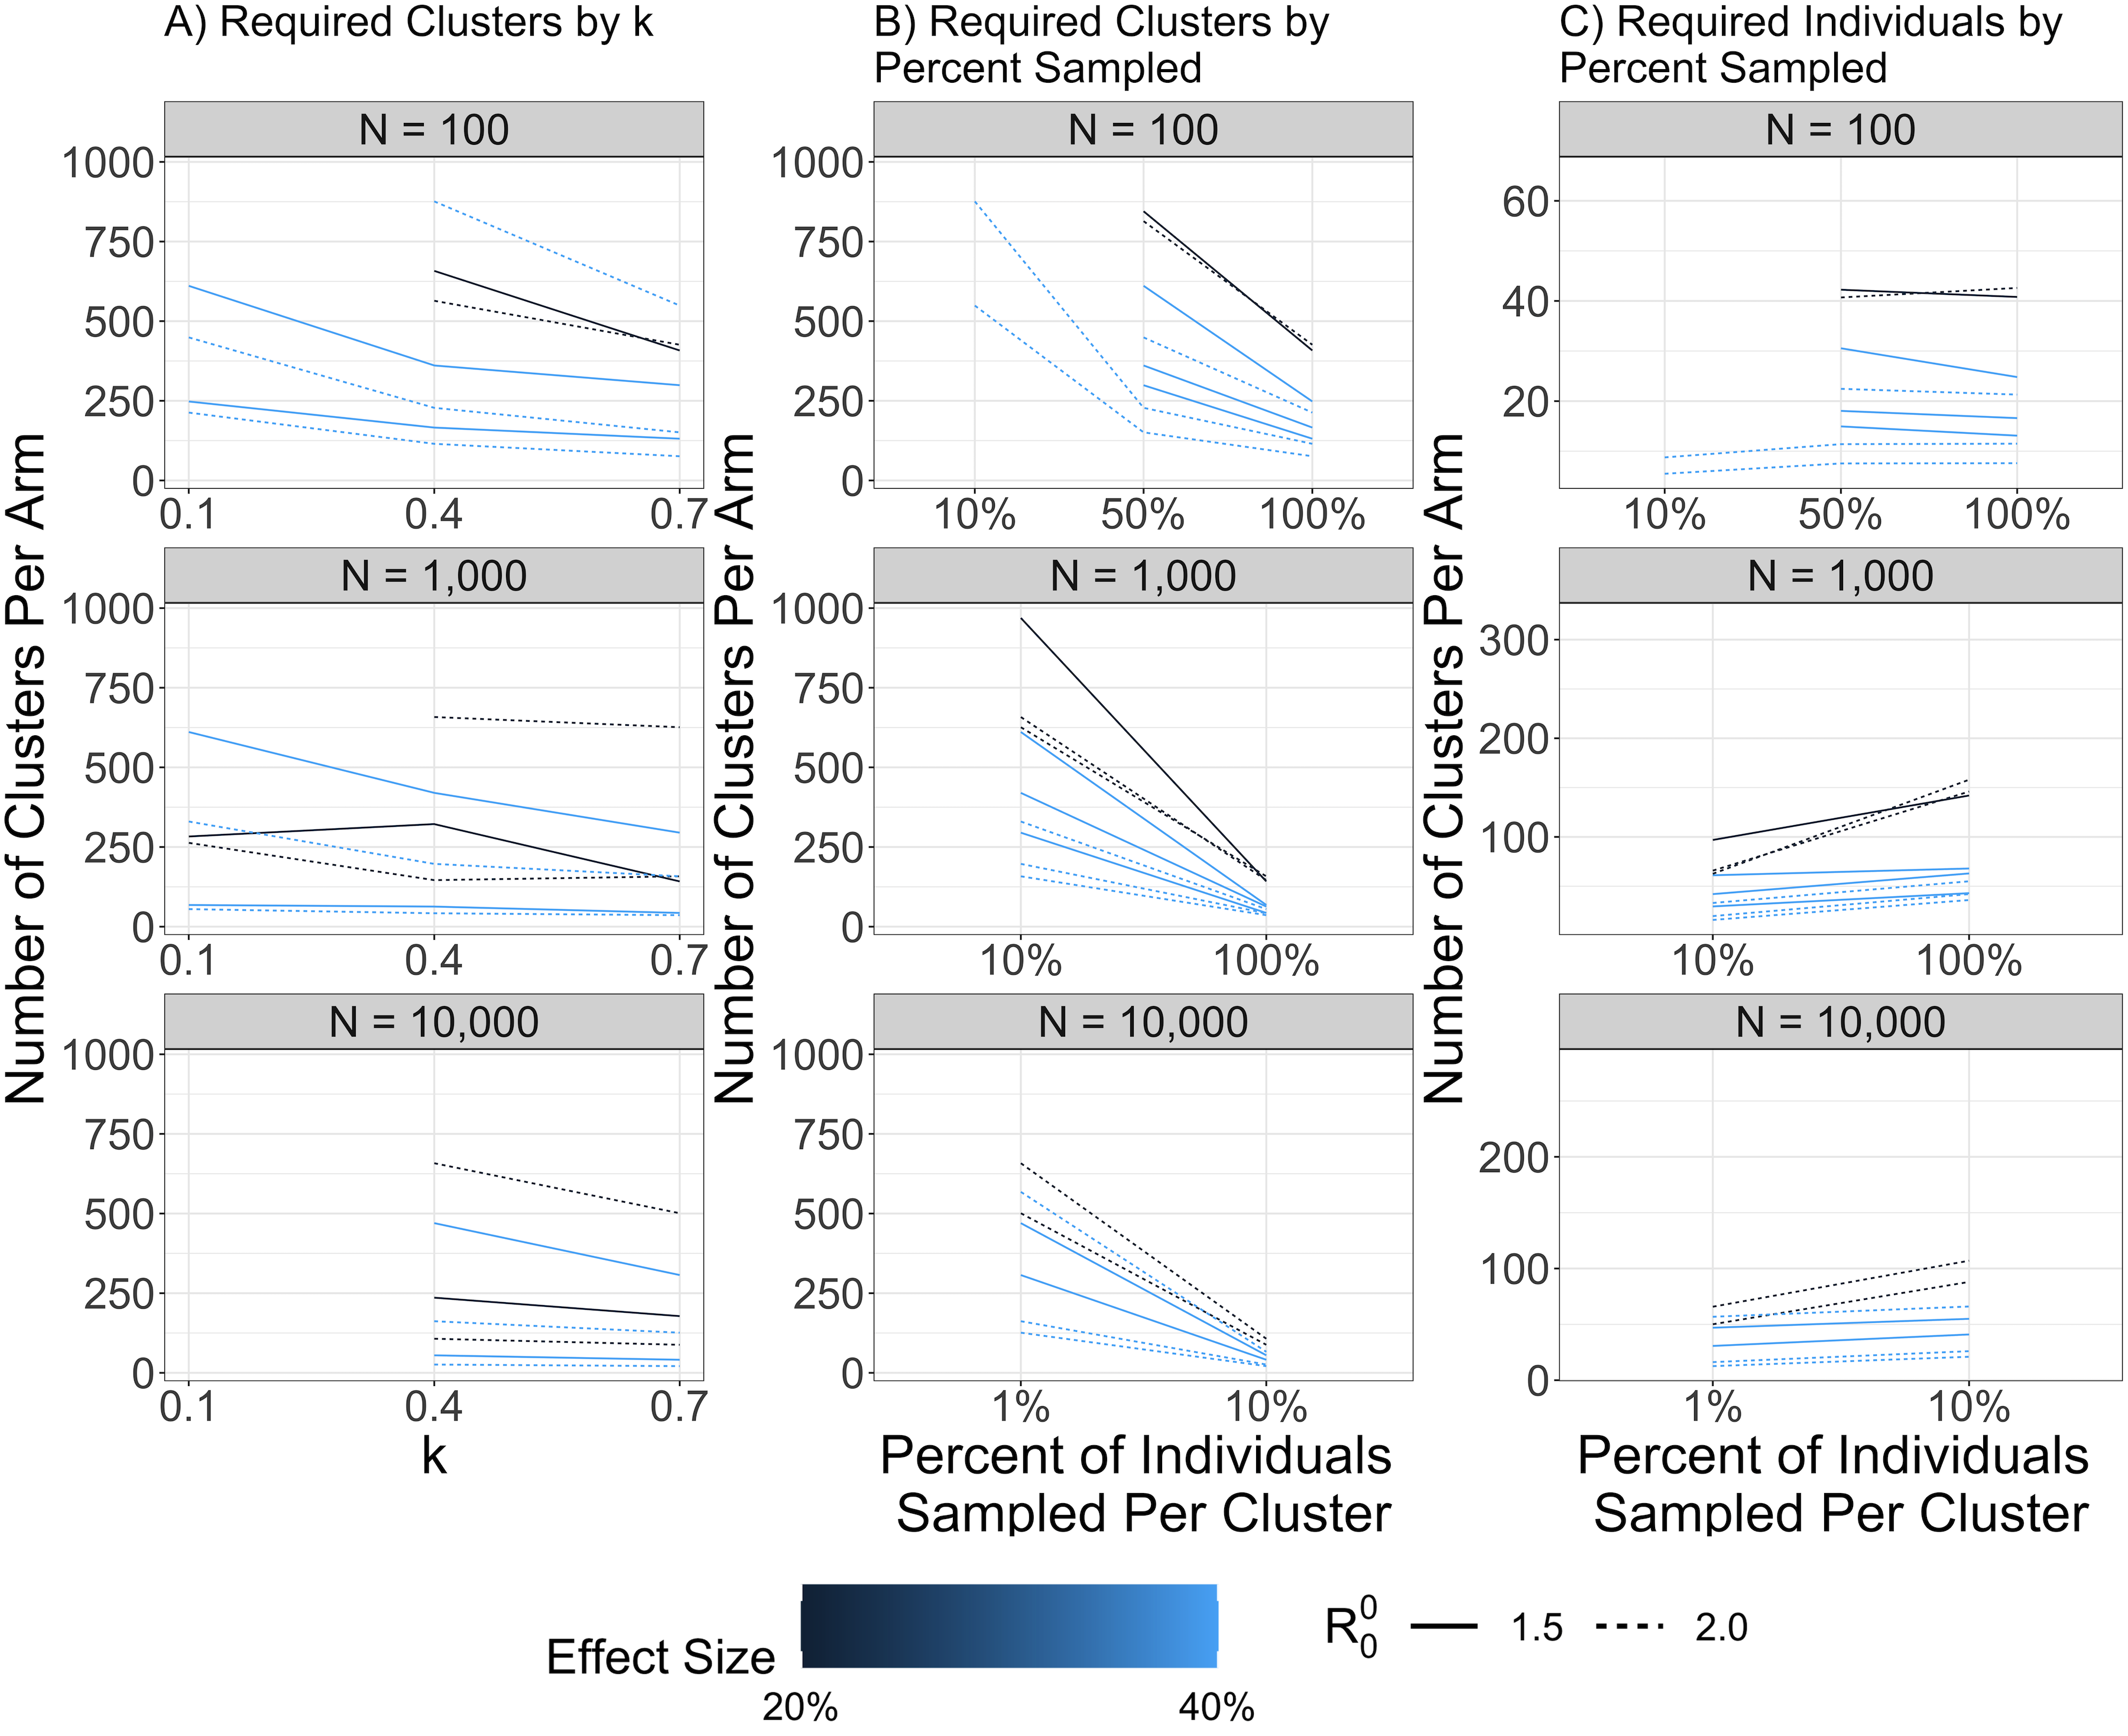 A) Required Clusters by k
B) Required Clusters by
Percent Sampled
C) Required Individuals by
Percent Sampled
Number of Clusters Per Arm
N = 100
1000
750
500
250
0
0.1 0.4 0.7
N = 1,000
1000
750
500
250
0
0.1 0.4 0.7
N = 10,000
1000
750
500
250
0
0.1 0.4 0.7
k
Number of Clusters Per Arm
N = 100
1000
750
500
250
0
10% 50% 100%
N = 1,000
1000
750
500
250
0
10% 100%
N = 10,000
1000
750
500
250
0
1% 10%
Percent of Individuals
Sampled Per Cluster
Number of Clusters Per Arm
N = 100
60
40
20
10% 50% 100%
N = 1,000
300
200
100
10% 100%
N = 10,000
200
100
0
1% 10%
Percent of Individuals
Sampled Per Cluster
Effect Size
20% 40%
R₀⁰ 1.5 2.0